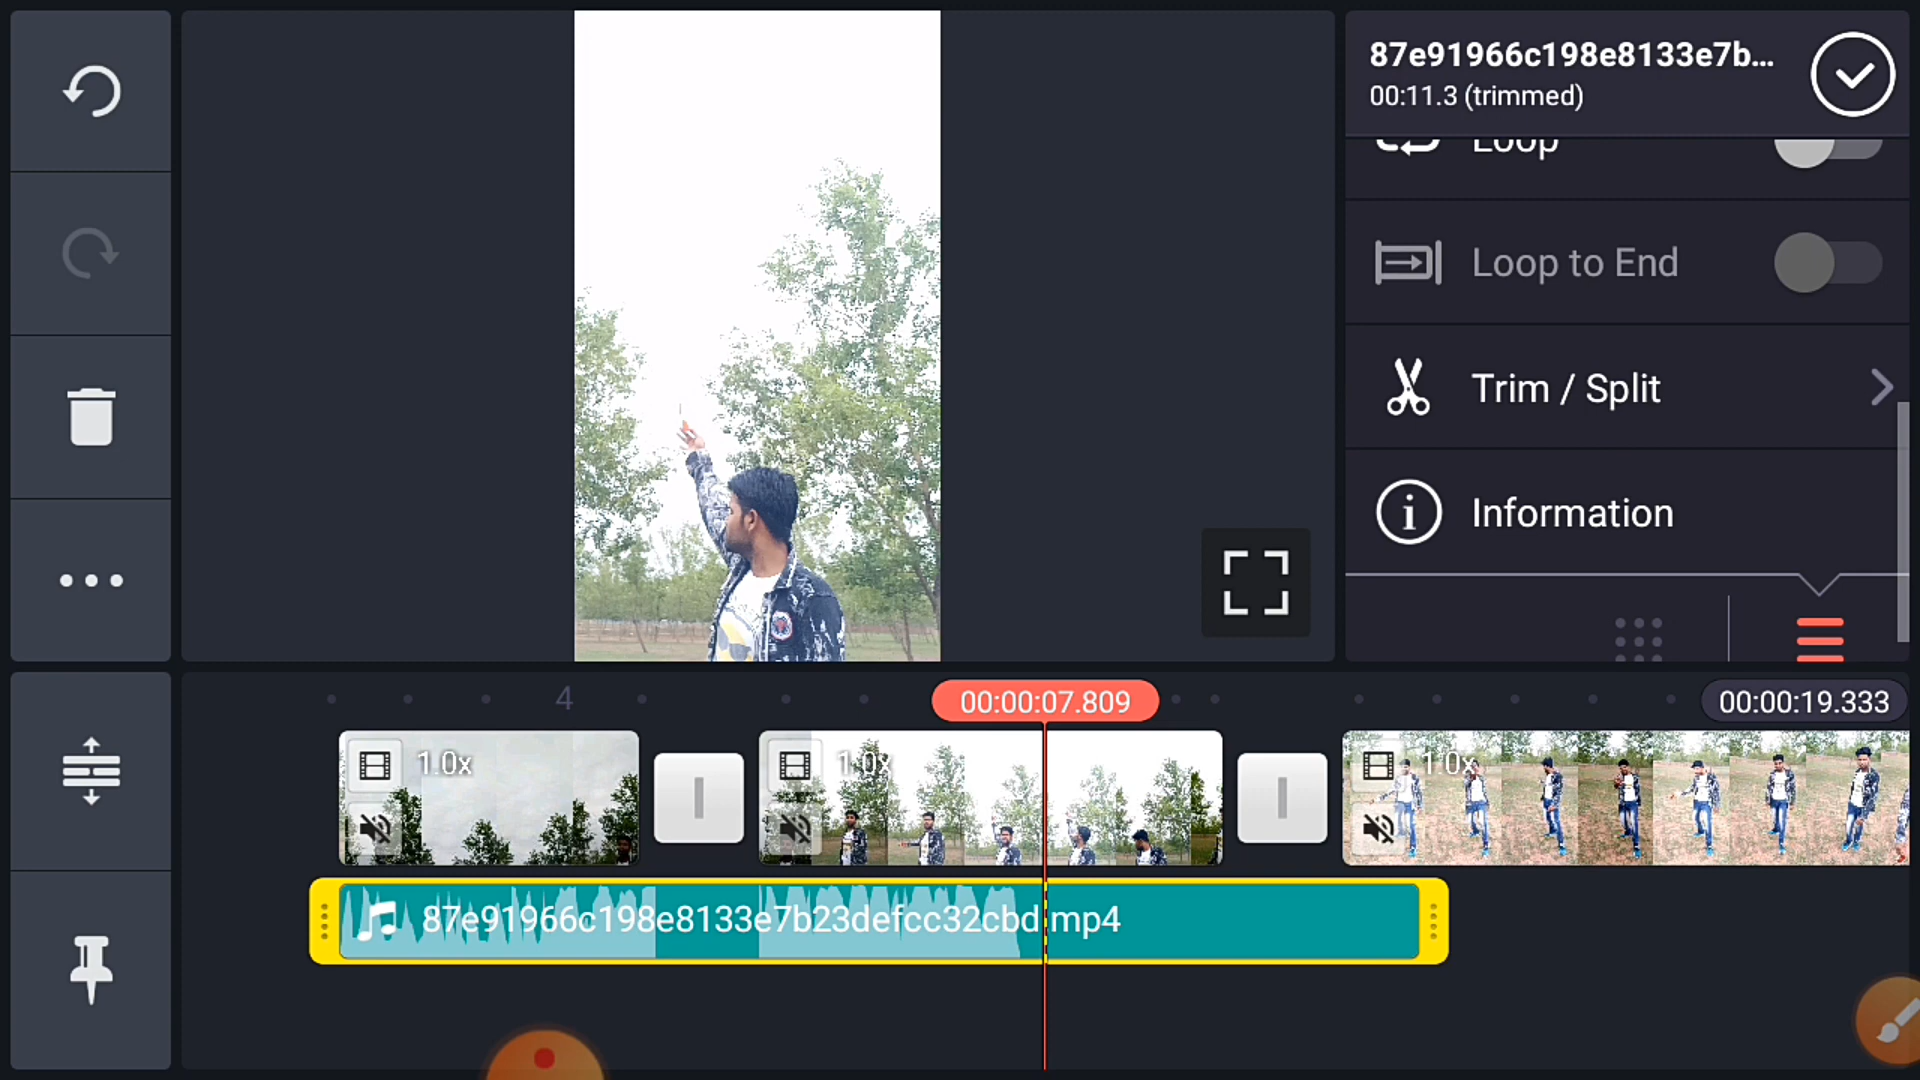 87e91966c198e8133e7b...
00:11.3 (trimmed)
Loop
Loop to End
Trim / Split
Information
4
00:00:07.809
00:00:19.333
1.0x
1.0x
1.0x
87e91966c198e8133e7b23defcc32cbd.mp4